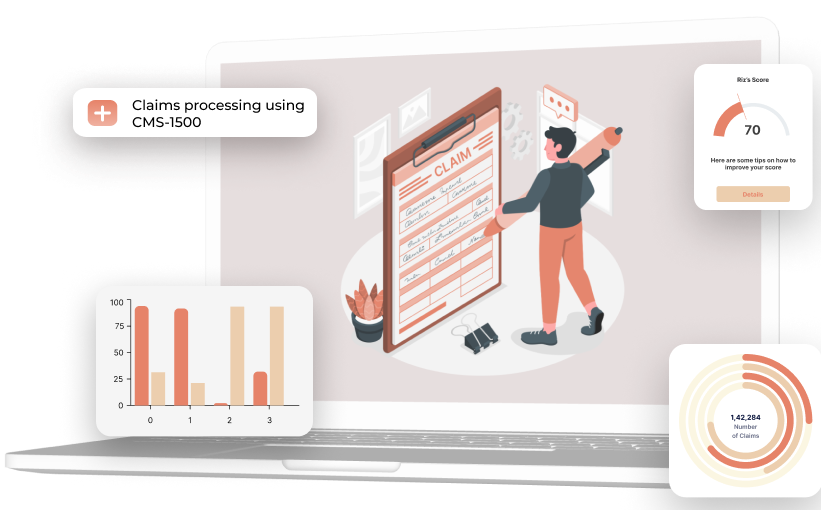 Claims processing using
CMS-1500
Riz's Score
70
Here are some tips on how to
improve your score
Details
CLAIM
100
75
50
25
0
0
1
2
3
1,42,284
Number
of Claims